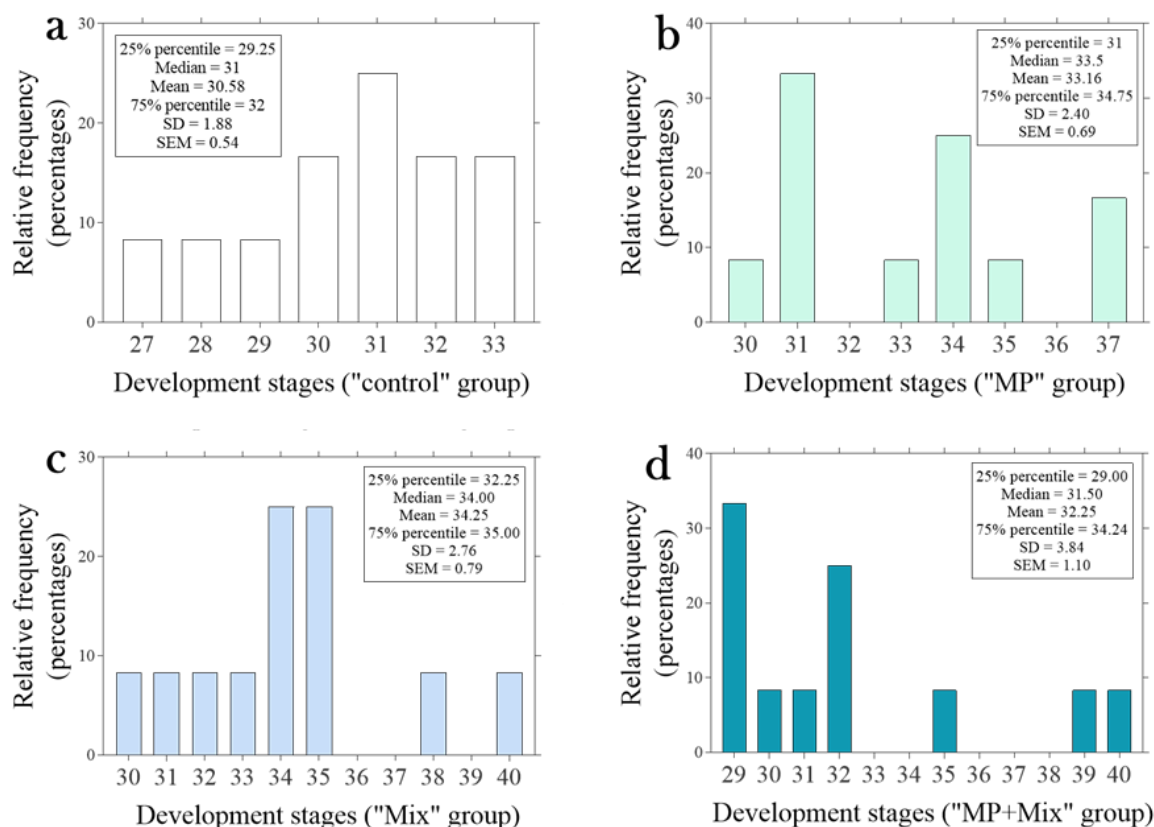 a
30
20
10
0
Relative frequency
(percentages)
25% percentile = 29.25
Median = 31
Mean = 30.58
75% percentile = 32
SD = 1.88
SEM = 0.54
27 28 29 30 31 32 33
Development stages ("control" group)
b
40
30
20
10
0
Relative frequency
(percentages)
25% percentile = 31
Median = 33.5
Mean = 33.16
75% percentile = 34.75
SD = 2.40
SEM = 0.69
30 31 32 33 34 35 36 37
Development stages ("MP" group)
c
30
20
10
0
Relative frequency
(percentages)
25% percentile = 32.25
Median = 34.00
Mean = 34.25
75% percentile = 35.00
SD = 2.76
SEM = 0.79
30 31 32 33 34 35 36 37 38 39 40
Development stages ("Mix" group)
d
40
30
20
10
0
Relative frequency
(percentages)
25% percentile = 29.00
Median = 31.50
Mean = 32.25
75% percentile = 34.24
SD = 3.84
SEM = 1.10
29 30 31 32 33 34 35 36 37 38 39 40
Development stages ("MP+Mix" group)